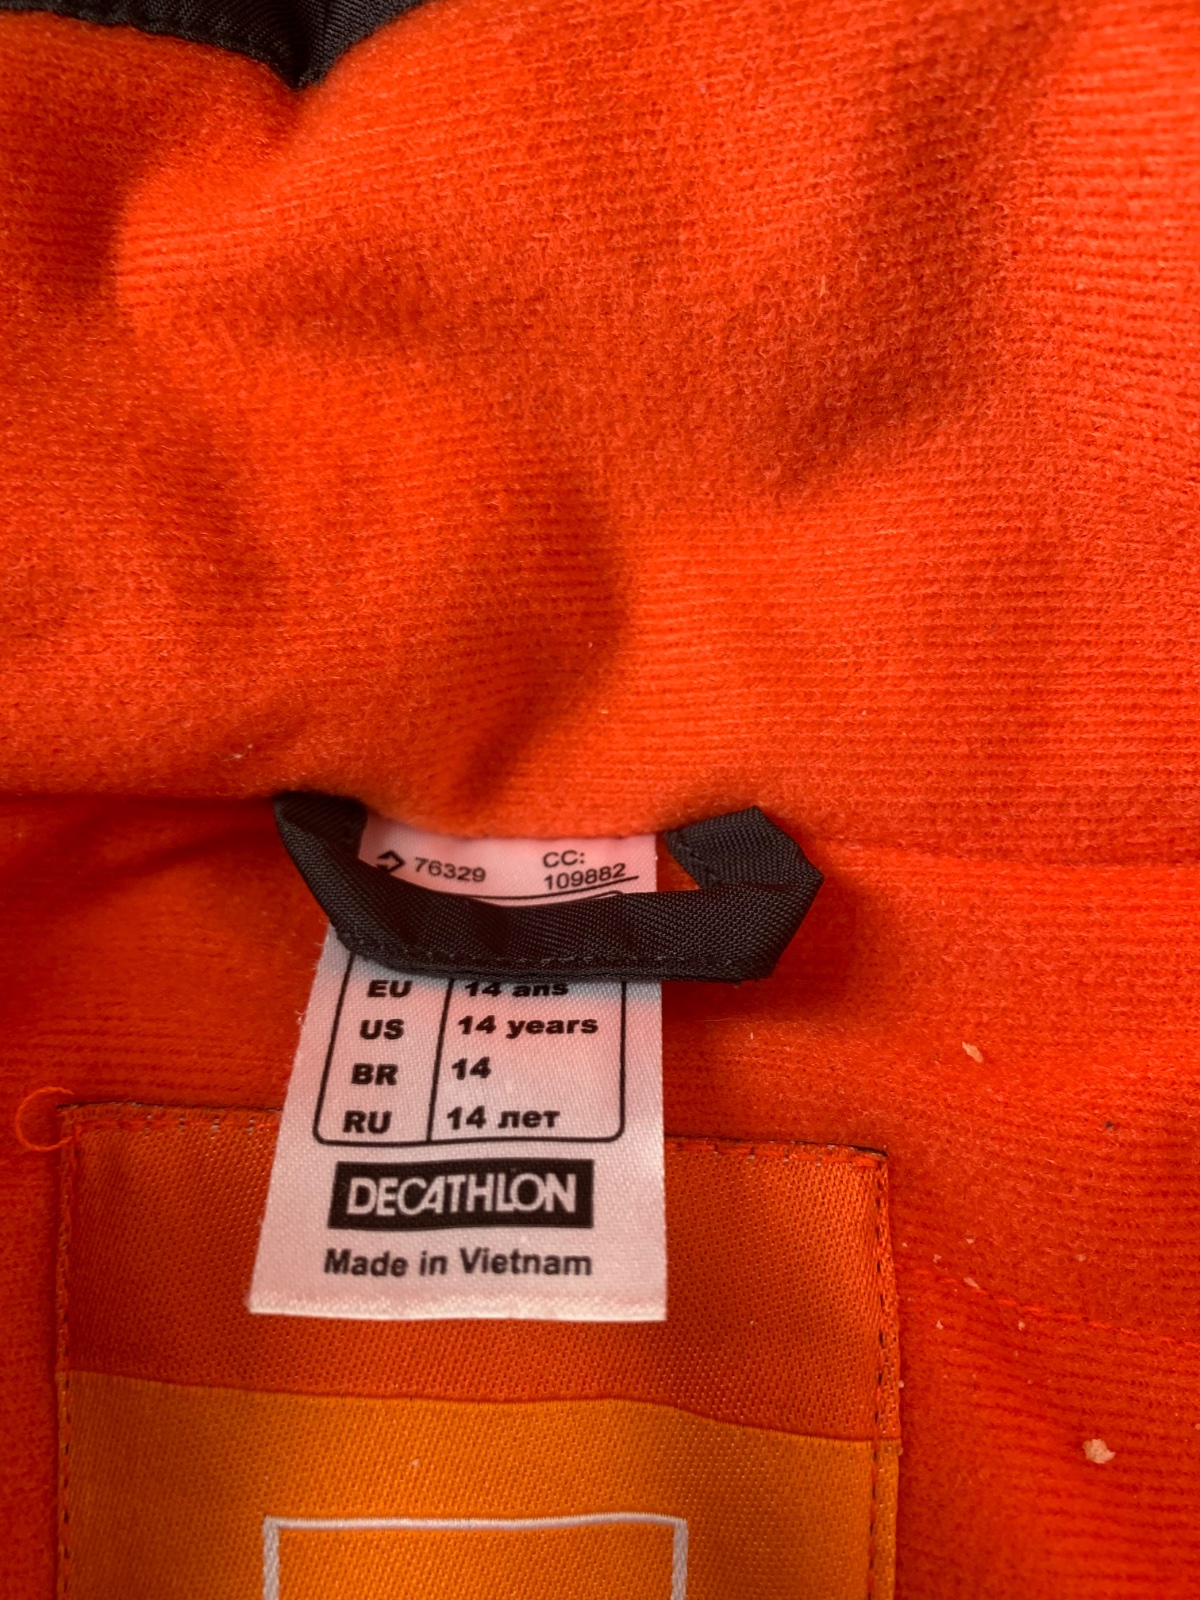 76329 CC:
109882
EU 14 ans
US 14 years
BR 14
RU 14 лет
DECATHLON
Made in Vietnam